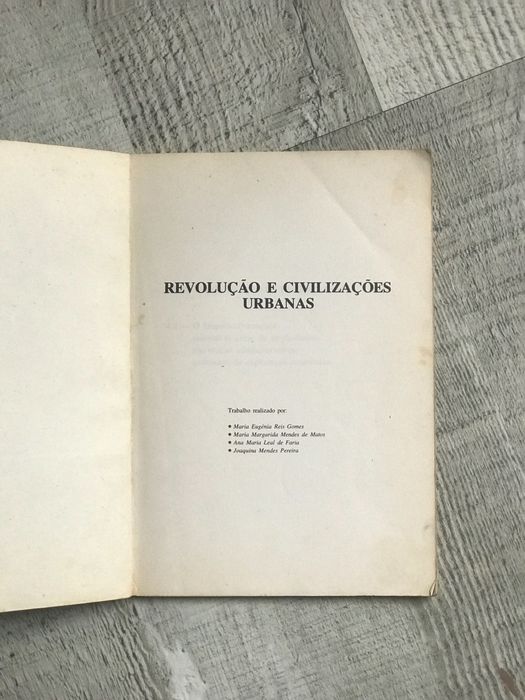 REVOLUÇÃO E CIVILIZAÇÕES
URBANAS
Trabalho realizado por:
● Maria Eugénia Reis Gomes
● Maria Margarida Mendes de Matos
● Ana Maria Leal de Faria
● Joaquina Mendes Pereira